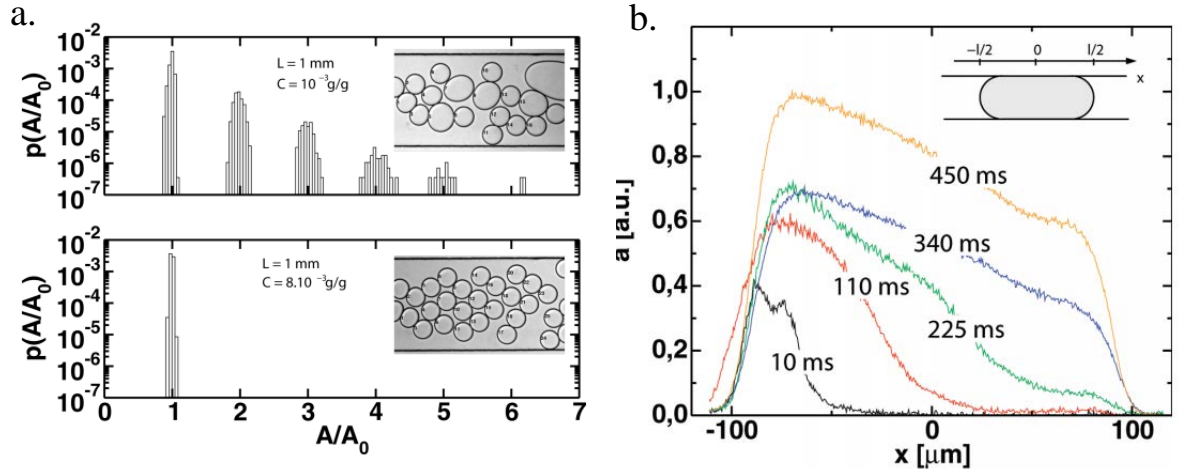 a.
p(A/A₀)
10⁻²
10⁻³
10⁻⁴
10⁻⁵
10⁻⁶
10⁻⁷
L = 1 mm
C = 10⁻³g/g
p(A/A₀)
10⁻²
10⁻³
10⁻⁴
10⁻⁵
10⁻⁶
10⁻⁷
L = 1 mm
C = 8.10⁻³g/g
0 1 2 3 4 5 6 7
A/A₀
b.
a [a.u.]
1,0
0,8
0,6
0,4
0,2
0,0
-l/2 0 l/2
x
450 ms
340 ms
110 ms
225 ms
10 ms
-100 0 100
x [μm]